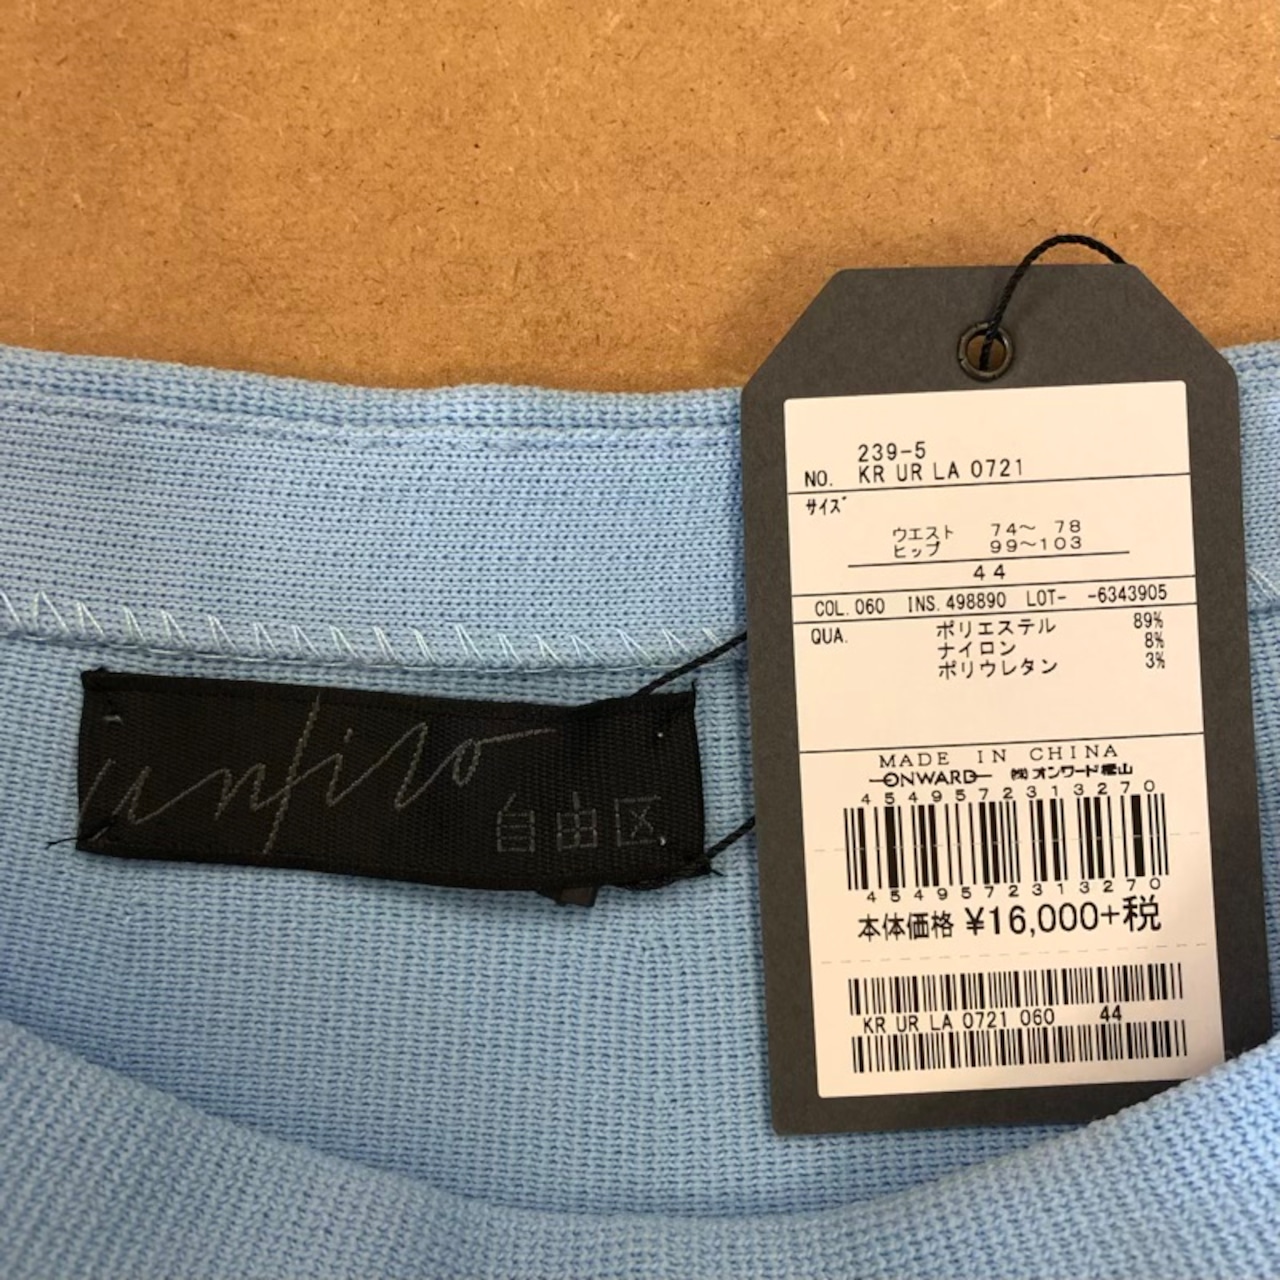 unfiro
自由区
239-5
NO. KR UR LA 0721
サイズ
ウエスト 74～ 78
ヒップ 99～103
44
COL. 060 INS. 498890 LOT- -6343905
QUA. ポリエステル 89%
ナイロン 8%
ポリウレタン 3%
MADE IN CHINA
ONWARD ㈱オンワード樫山
4549572313270
4549572313270
本体価格 ¥16,000+税
KR UR LA 0721 060 44